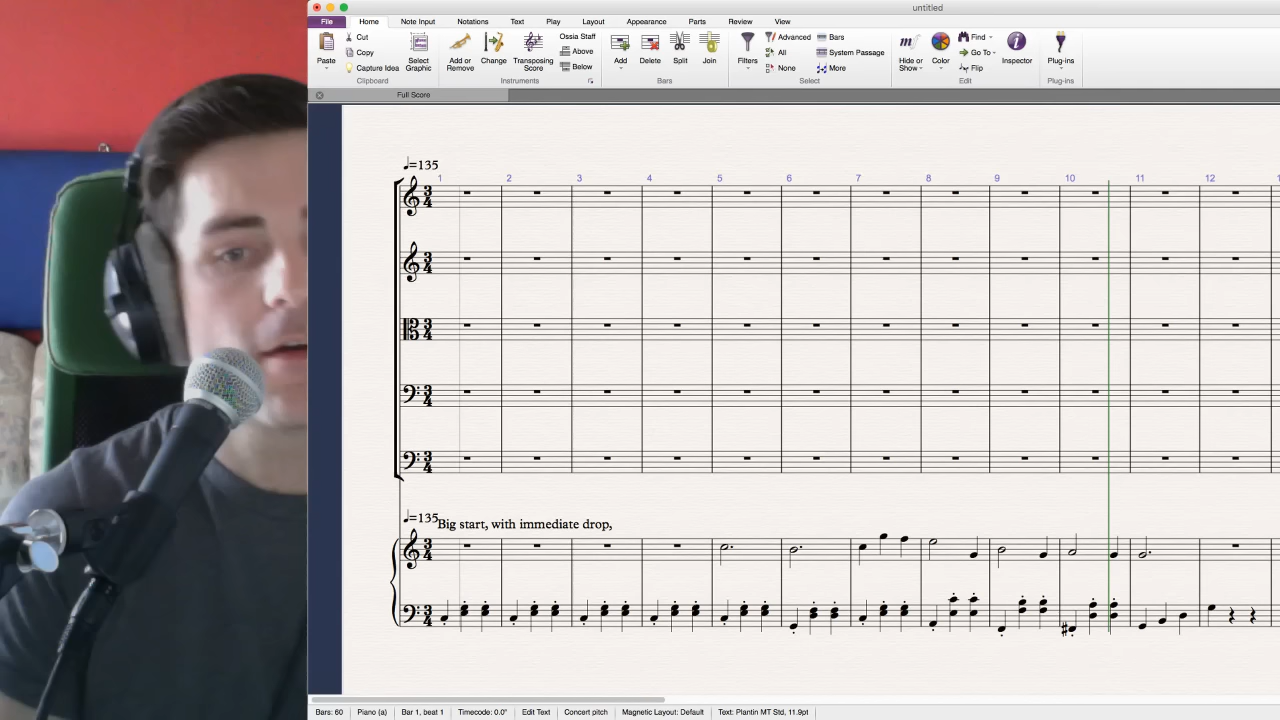 untitled
File Home Note Input Notations Text Play Layout Appearance Parts Review View
Paste Cut Copy Capture Idea Select Graphic Clipboard
Add or Remove Change Transposing Score Ossia Staff Above Below Instruments
Add Delete Split Join Bars
Filters Advanced All None Bars System Passage More Select
Hide or Show Color Find Go To Flip Inspector Edit
Plug-ins Plug-ins
Full Score
♩=135
1 2 3 4 5 6 7 8 9 10 11 12
♩=135 Big start, with immediate drop,
Bars: 60 Piano (a) Bar 1, beat 1 Timecode: 0.0" Edit Text Concert pitch Magnetic Layout: Default Text: Plantin MT Std, 11.9pt